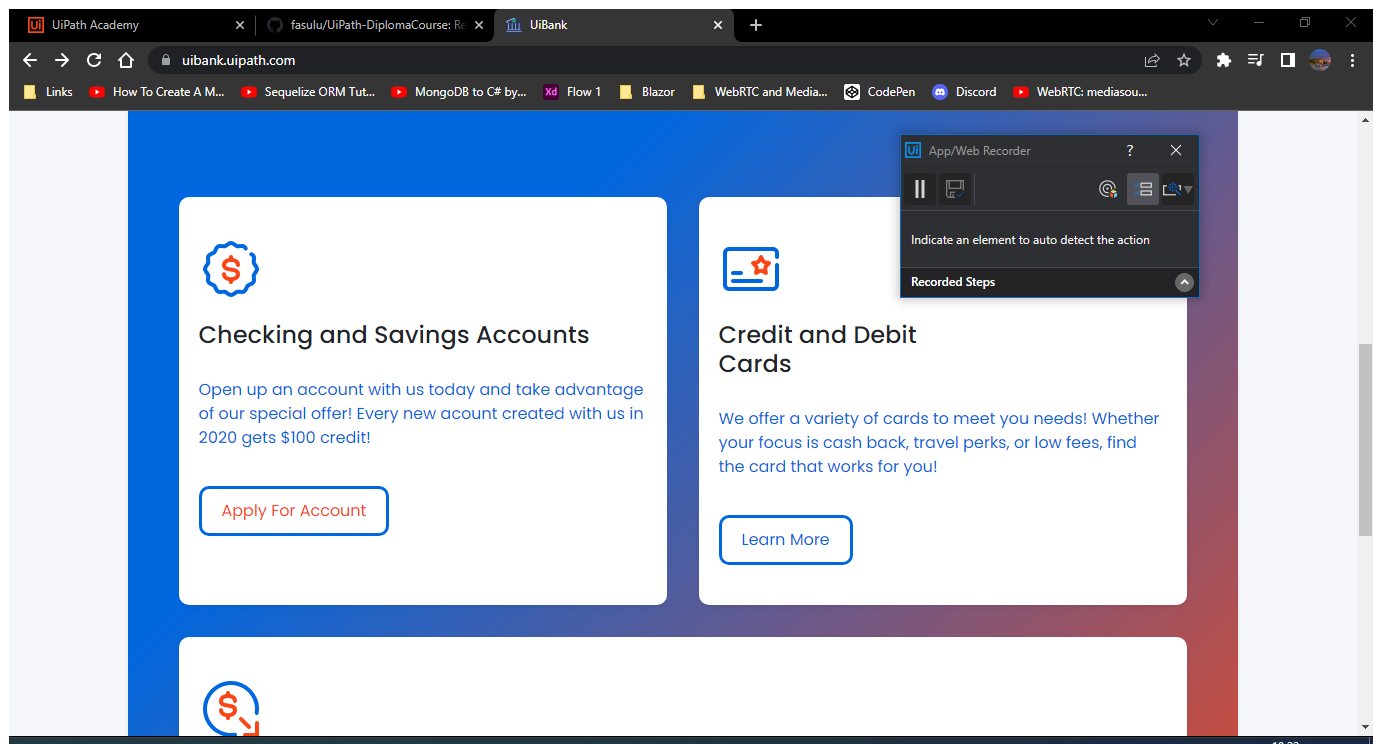 Ui UiPath Academy
fasulu/UiPath-DiplomaCourse: Re
UiBank
uibank.uipath.com
Links
How To Create A M...
Sequelize ORM Tut...
MongoDB to C# by...
Xd Flow 1
Blazor
WebRTC and Media...
CodePen
Discord
WebRTC: mediasou...
Ui App/Web Recorder ?
Indicate an element to auto detect the action
Recorded Steps
$
Checking and Savings Accounts
Open up an account with us today and take advantage
of our special offer! Every new acount created with us in
2020 gets $100 credit!
Apply For Account
Credit and Debit
Cards
We offer a variety of cards to meet you needs! Whether
your focus is cash back, travel perks, or low fees, find
the card that works for you!
Learn More
$